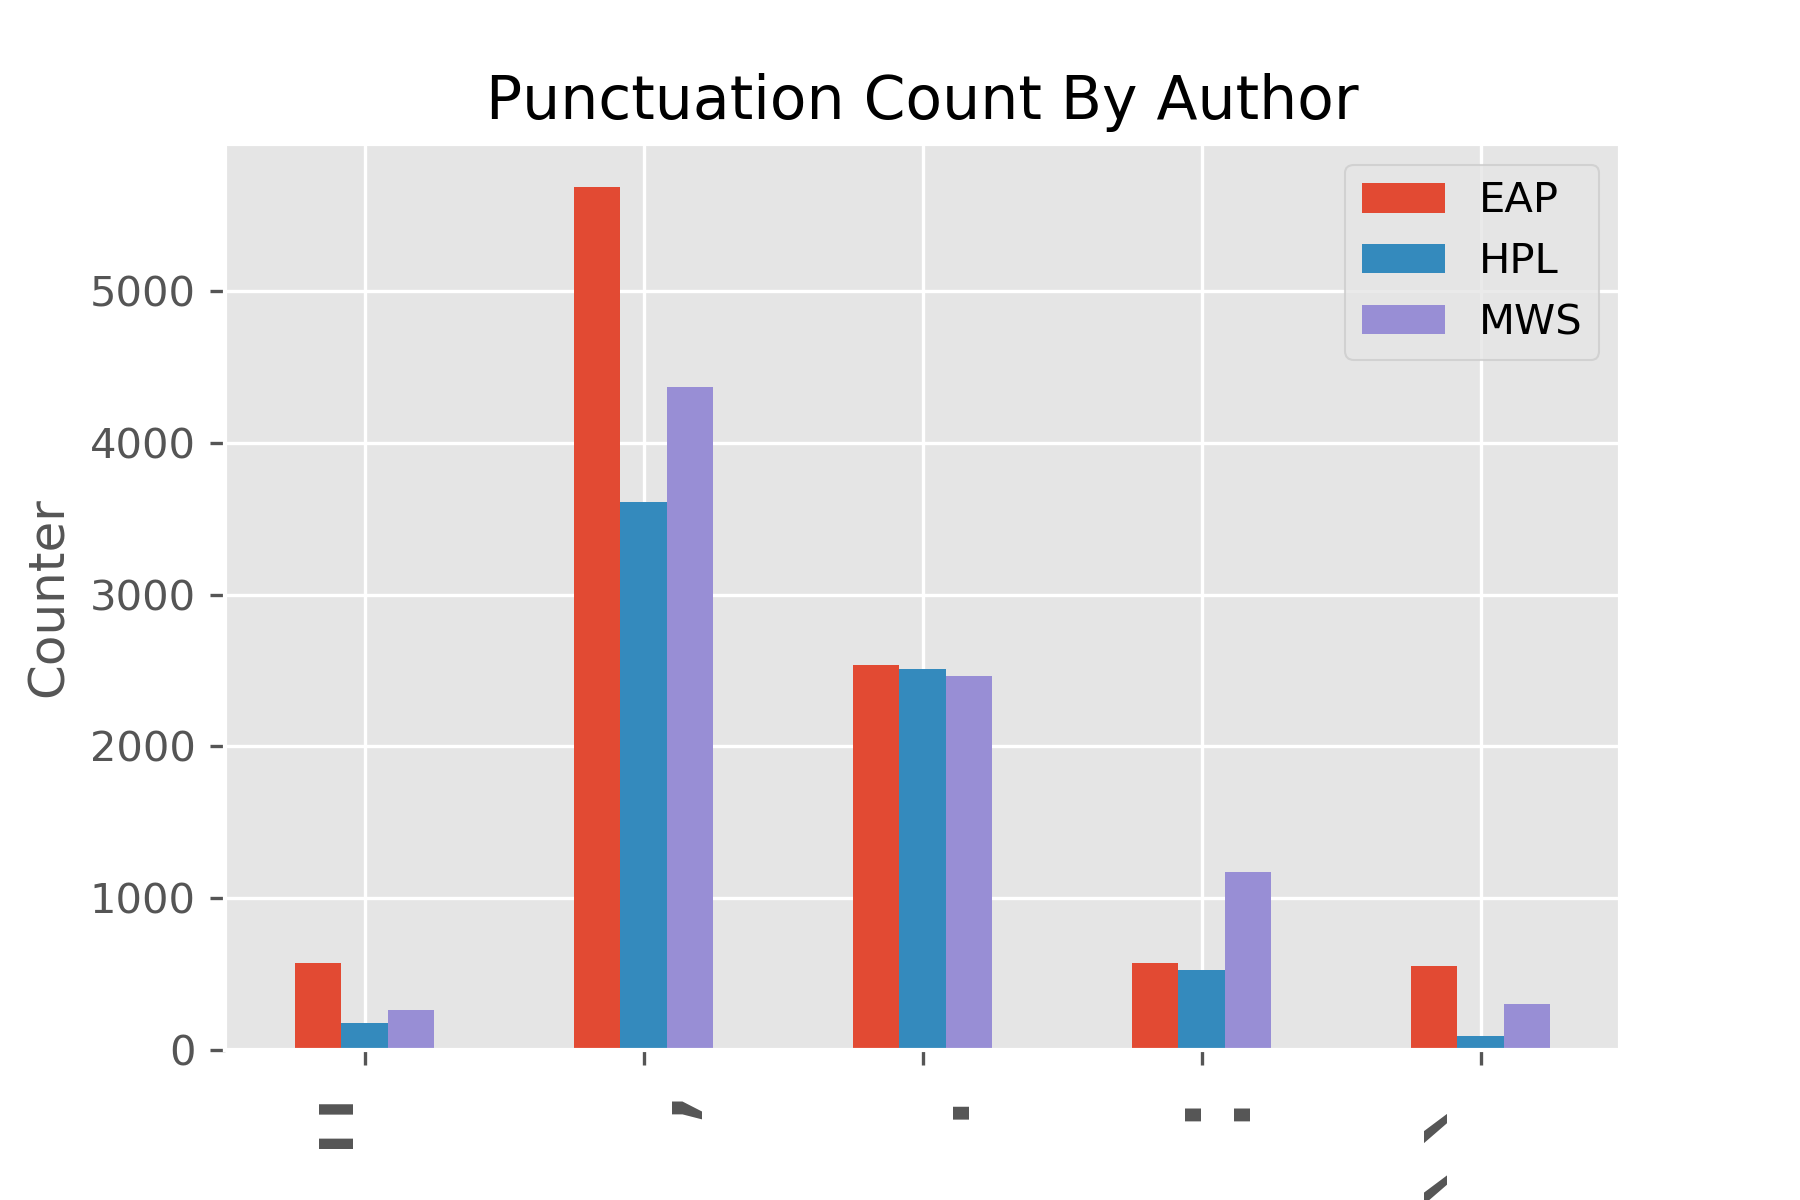 Punctuation Count By Author
EAP
HPL
MWS
5000
4000
3000
2000
1000
0
Counter
"
,
.
:
``